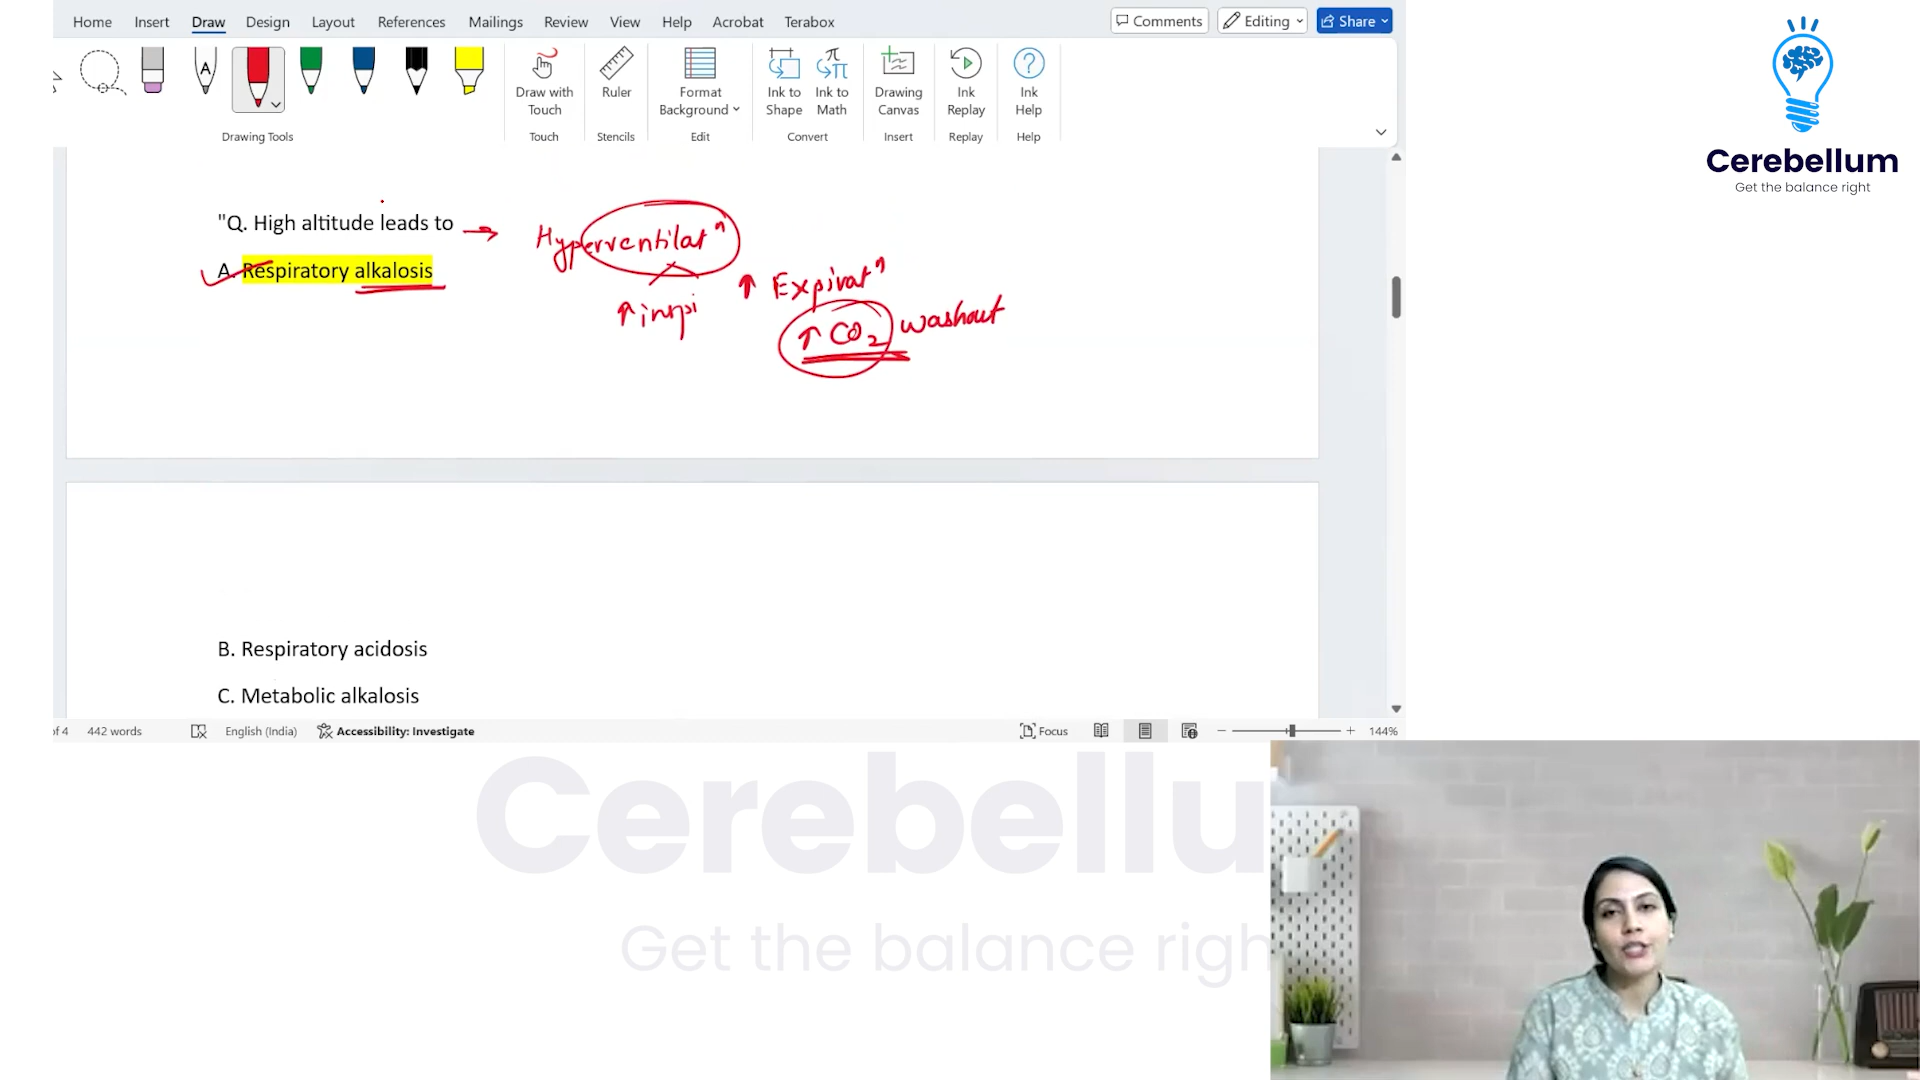 Home Insert Draw Design Layout References Mailings Review View Help Acrobat Terabox
Comments Editing Share
A
Draw with Touch
Ruler
Format Background
Ink to Shape
Ink to Math
Drawing Canvas
Ink Replay
Ink Help
Drawing Tools Touch Stencils Edit Convert Insert Replay Help
Cerebellum
Get the balance right
"Q. High altitude leads to → Hyperventilatⁿ
A. Respiratory alkalosis
↑ inspi
↑ Expiratⁿ
↑ CO₂ washout
B. Respiratory acidosis
C. Metabolic alkalosis
of 4 442 words English (India) Accessibility: Investigate Focus 144%
Cerebellu
Get the balance righ